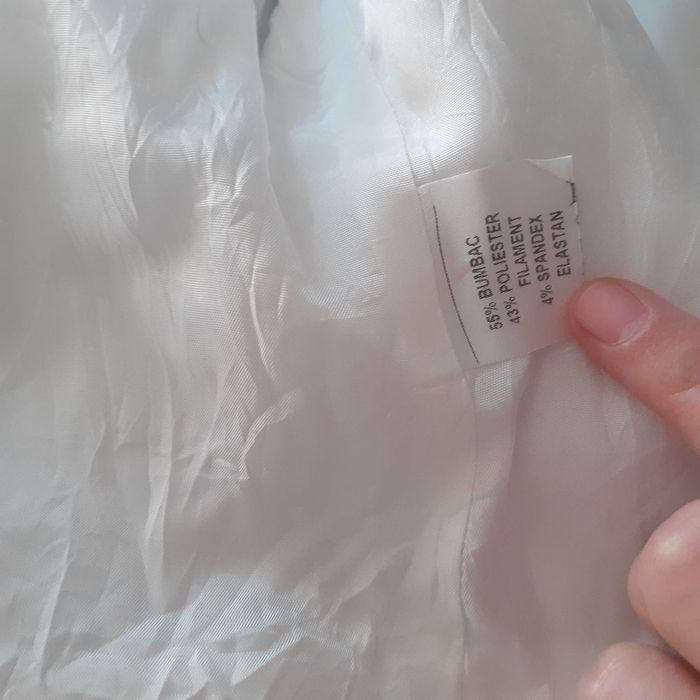 55% BUMBAC
43% POLIESTER
FILAMENT
4% SPANDEX
ELASTAN